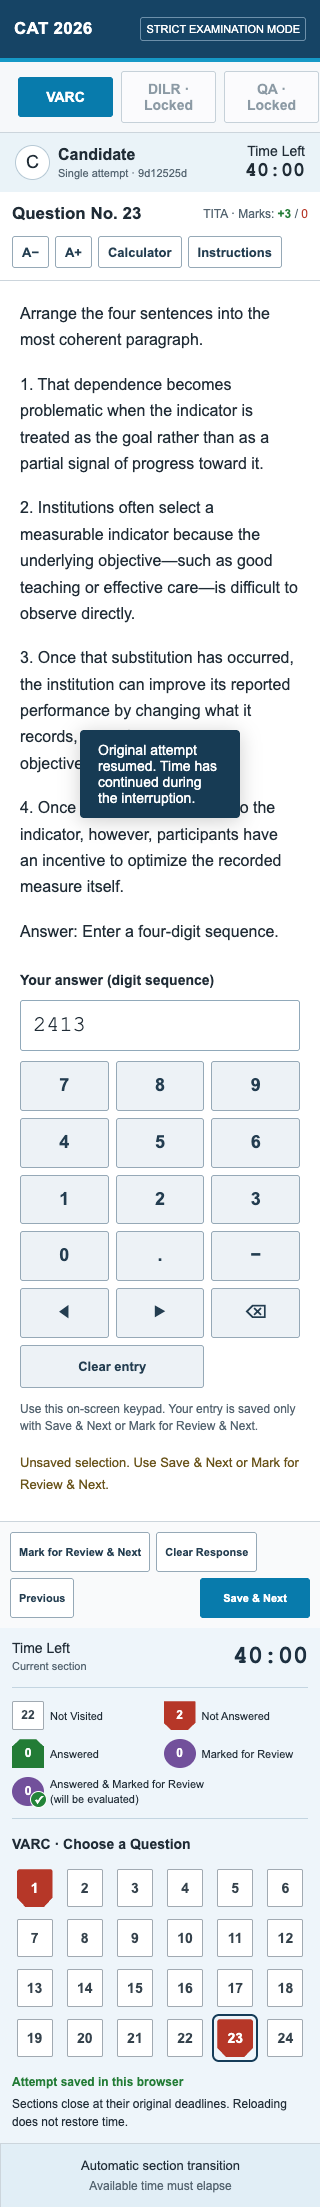 CAT 2026
STRICT EXAMINATION MODE
VARC
DILR ·
Locked
QA ·
Locked
C
Candidate
Single attempt · 9d12525d
Time Left
40:00
Question No. 23
TITA · Marks: +3 / 0
A−
A+
Calculator
Instructions
Arrange the four sentences into the
most coherent paragraph.
1. That dependence becomes
problematic when the indicator is
treated as the goal rather than as a
partial signal of progress toward it.
2. Institutions often select a
measurable indicator because the
underlying objective—such as good
teaching or effective care—is difficult to
observe directly.
3. Once that substitution has occurred,
the institution can improve its reported
performance by changing what it
records,
objective
Original attempt
resumed. Time has
continued during
the interruption.
4. Once
o the
indicator, however, participants have
an incentive to optimize the recorded
measure itself.
Answer: Enter a four-digit sequence.
Your answer (digit sequence)
2413
7
8
9
4
5
6
1
2
3
0
.
−
◀
▶
⌫
Clear entry
Use this on-screen keypad. Your entry is saved only
with Save & Next or Mark for Review & Next.
Unsaved selection. Use Save & Next or Mark for
Review & Next.
Mark for Review & Next
Clear Response
Previous
Save & Next
Time Left
Current section
40:00
22 Not Visited
2 Not Answered
0 Answered
0 Marked for Review
0 Answered & Marked for Review
(will be evaluated)
VARC · Choose a Question
1 2 3 4 5 6
7 8 9 10 11 12
13 14 15 16 17 18
19 20 21 22 23 24
Attempt saved in this browser
Sections close at their original deadlines. Reloading
does not restore time.
Automatic section transition
Available time must elapse